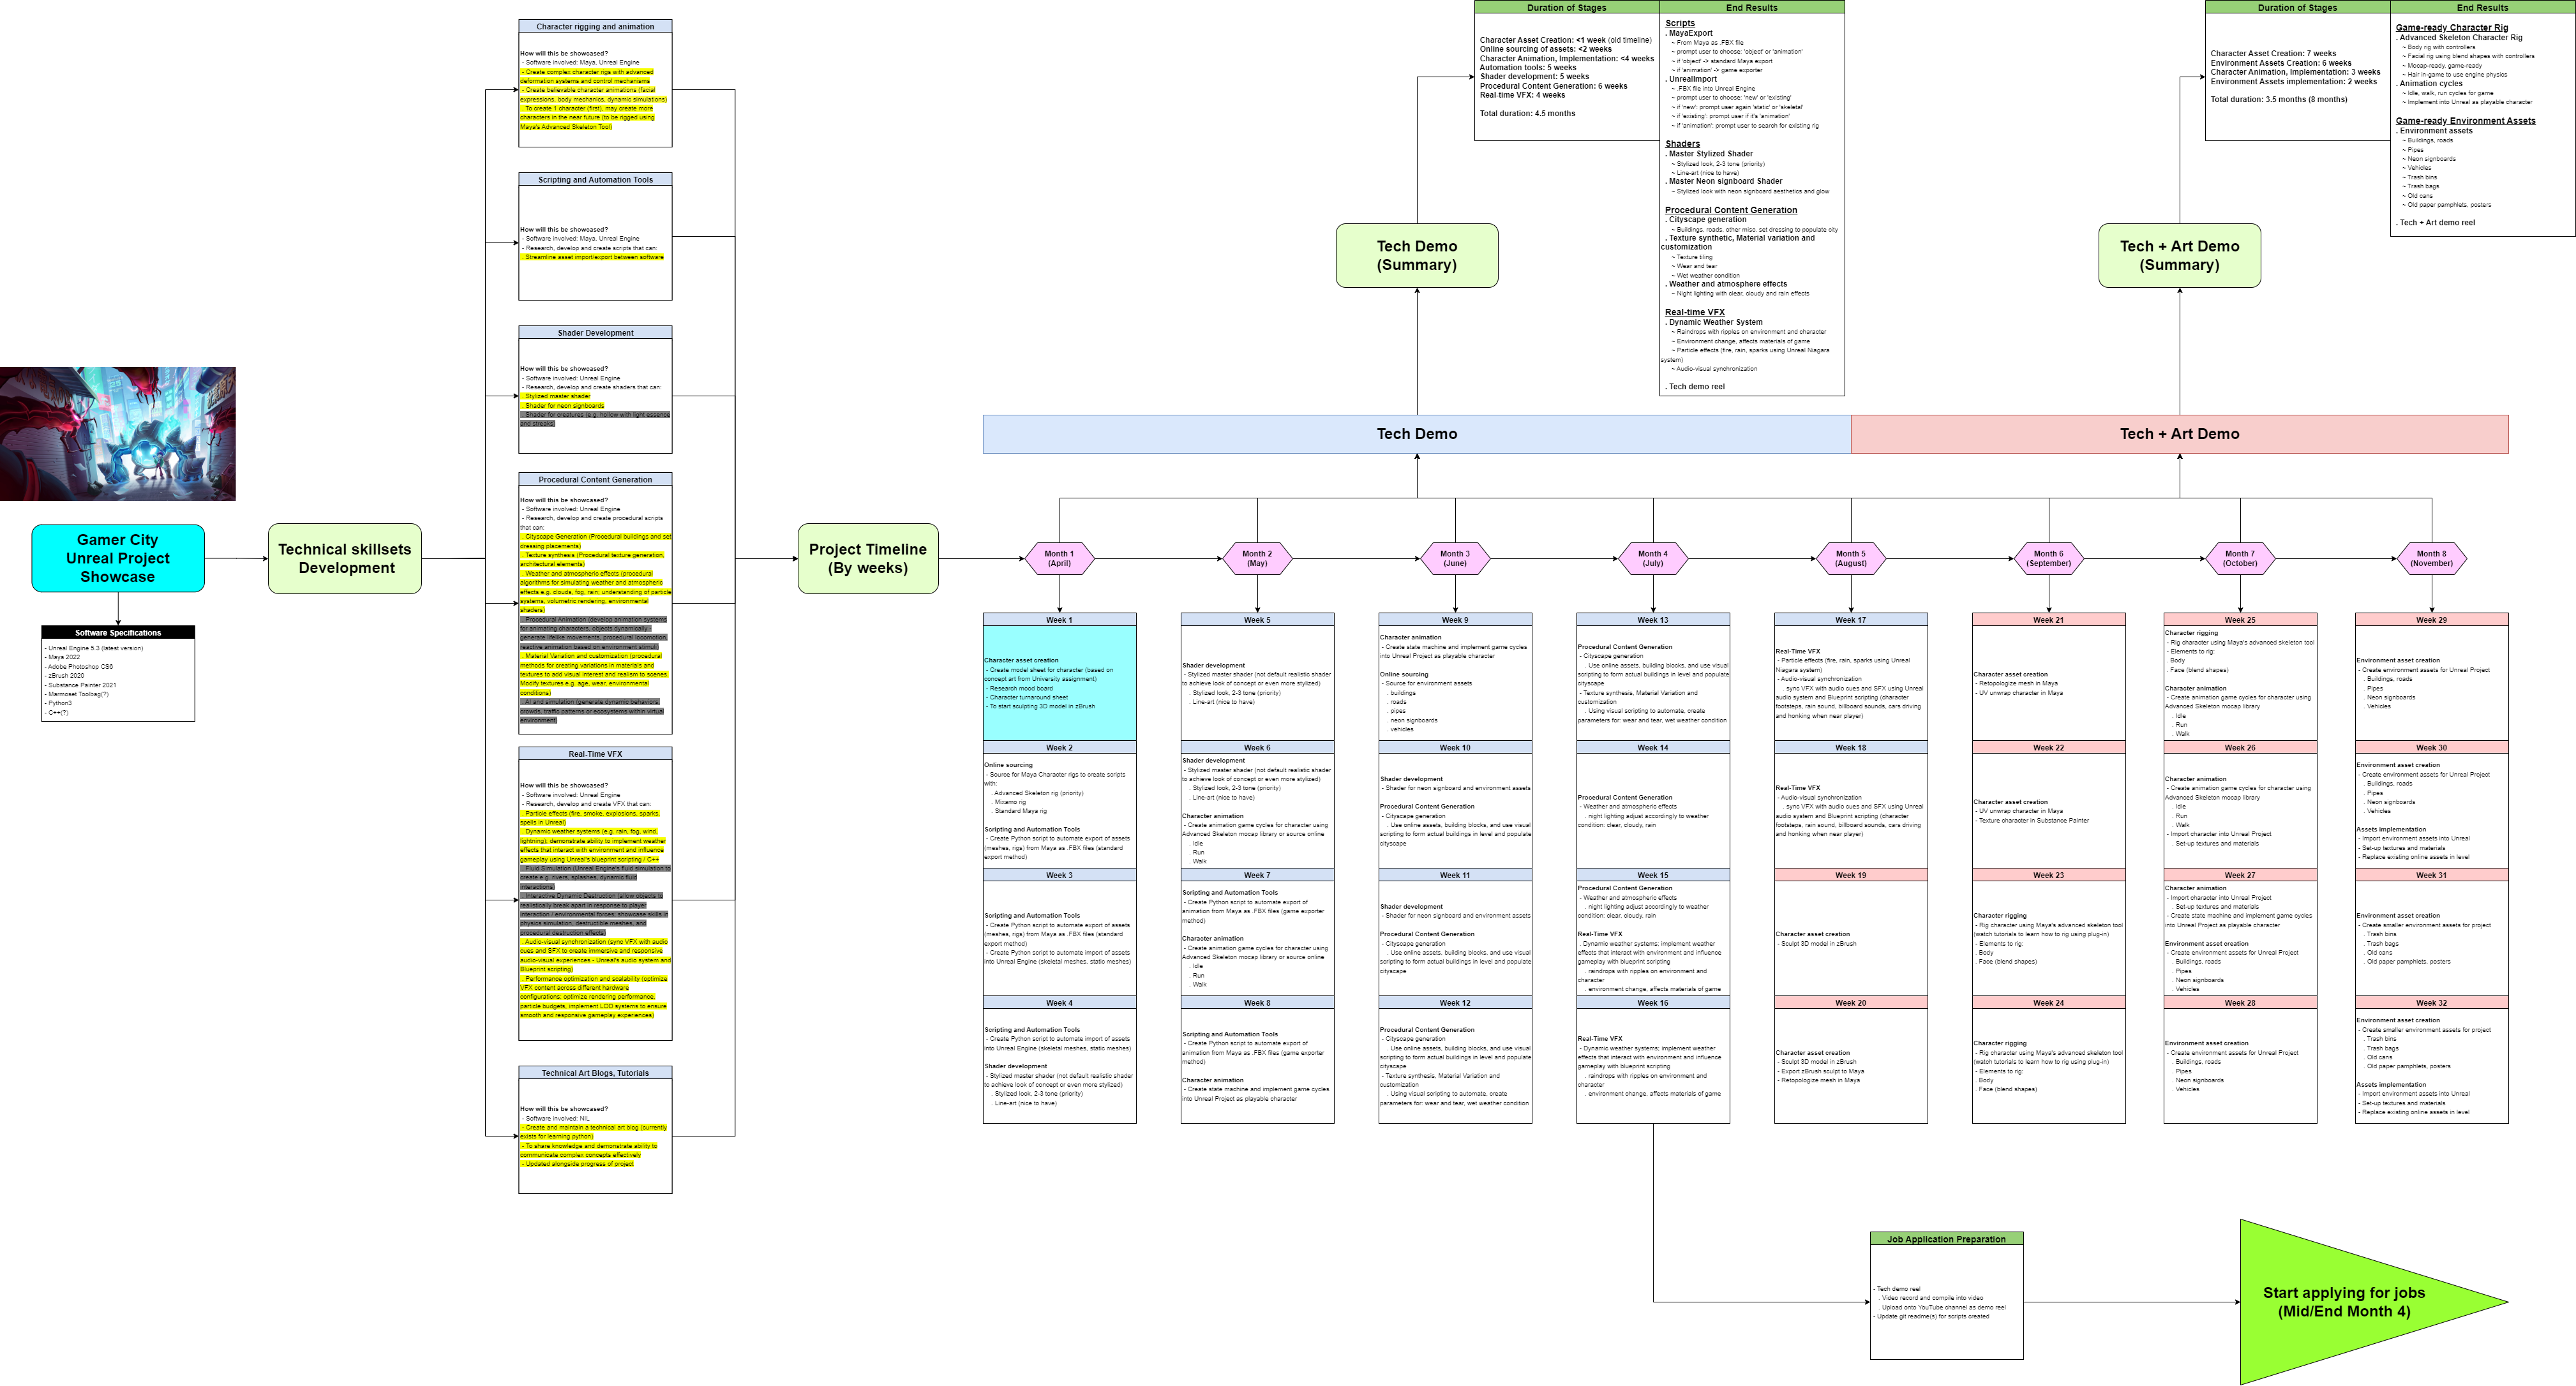 Gamer City
Unreal Project
Showcase
Software Specifications
- Unreal Engine 5.3 (latest version)
- Maya 2022
- Adobe Photoshop CS6
- zBrush 2020
- Substance Painter 2021
- Marmoset Toolbag(?)
- Python3
- C++(?)
Technical skillsets
Development
Character rigging and animation
How will this be showcased?
- Software involved: Maya, Unreal Engine
- Create complex character rigs with advanced
deformation systems and control mechanisms
- Create believable character animations (facial
expressions, body mechanics, dynamic simulations)
. To create 1 character (first), may create more
characters in the near future (to be rigged using
Maya's Advanced Skeleton Tool)
Scripting and Automation Tools
How will this be showcased?
- Software involved: Maya, Unreal Engine
- Research, develop and create scripts that can:
. Streamline asset import/export between software
Shader Development
How will this be showcased?
- Software involved: Unreal Engine
- Research, develop and create shaders that can:
. Stylized master shader
. Shader for neon signboards
. Shader for creatures (e.g. hollow with light essence
and streaks)
Procedural Content Generation
How will this be showcased?
- Software involved: Unreal Engine
- Research, develop and create procedural scripts
that can:
. Cityscape Generation (Procedural buildings and set
dressing placements)
. Texture synthesis (Procedural texture generation,
architectural elements)
. Weather and atmospheric effects (procedural
algorithms for simulating weather and atmospheric
effects e.g. clouds, fog, rain; understanding of particle
systems, volumetric rendering, environmental
shaders)
. Procedural Animation (develop animation systems
for animating characters, objects dynamically -
generate lifelike movements, procedural locomotion,
reactive animation based on environment stimuli)
. Material Variation and customization (procedural
methods for creating variations in materials and
textures to add visual interest and realism to scenes.
Modify textures e.g. age, wear, environmental
conditions)
. AI and simulation (generate dynamic behaviors,
crowds, traffic patterns or ecosystems within virtual
environment)
Real-Time VFX
How will this be showcased?
- Software involved: Unreal Engine
- Research, develop and create VFX that can:
. Particle effects (fire, smoke, explosions, sparks,
spells in Unreal)
. Dynamic weather systems (e.g. rain, fog, wind,
lightning); demonstrate ability to implement weather
effects that interact with environment and influence
gameplay using Unreal's blueprint scripting / C++
. Fluid Simulation (Unreal Engine's fluid simulation to
create e.g. rivers, splashes, dynamic fluid
interactions)
. Interactive Dynamic Destruction (allow objects to
realistically break apart in response to player
interaction / environmental forces; showcase skills in
physics simulation, destructible meshes, and
procedural destruction effects)
. Audio-visual synchronization (sync VFX with audio
cues and SFX to create immersive and responsive
audio-visual experiences - Unreal's audio system and
Blueprint scripting)
. Performance optimization and scalability (optimize
VFX content across different hardware
configurations; optimize rendering performance,
particle budgets, implement LOD systems to ensure
smooth and responsive gameplay experiences)
Technical Art Blogs, Tutorials
How will this be showcased?
- Software involved: NIL
- Create and maintain a technical art blog (currently
exists for learning python)
- To share knowledge and demonstrate ability to
communicate complex concepts effectively
- Updated alongside progress of project
Project Timeline
(By weeks)
Duration of Stages
Character Asset Creation: <1 week (old timeline)
Online sourcing of assets: <2 weeks
Character Animation, Implementation: <4 weeks
Automation tools: 5 weeks
Shader development: 5 weeks
Procedural Content Generation: 6 weeks
Real-time VFX: 4 weeks
Total duration: 4.5 months
End Results
Scripts
. MayaExport
~ From Maya as .FBX file
~ prompt user to choose: 'object' or 'animation'
~ if 'object' -> standard Maya export
~ if 'animation' -> game exporter
. UnrealImport
~ .FBX file into Unreal Engine
~ prompt user to choose: 'new' or 'existing'
~ if 'new': prompt user again 'static' or 'skeletal'
~ if 'existing': prompt user if it's 'animation'
~ if 'animation': prompt user to search for existing rig
Shaders
. Master Stylized Shader
~ Stylized look, 2-3 tone (priority)
~ Line-art (nice to have)
. Master Neon signboard Shader
~ Stylized look with neon signboard aesthetics and glow
Procedural Content Generation
. Cityscape generation
~ Buildings, roads, other misc. set dressing to populate city
. Texture synthetic, Material variation and
customization
~ Texture tiling
~ Wear and tear
~ Wet weather condition
. Weather and atmosphere effects
~ Night lighting with clear, cloudy and rain effects
Real-time VFX
. Dynamic Weather System
~ Raindrops with ripples on environment and character
~ Environment change, affects materials of game
~ Particle effects (fire, rain, sparks using Unreal Niagara
system)
~ Audio-visual synchronization
. Tech demo reel
Tech Demo
(Summary)
Duration of Stages
Character Asset Creation: 7 weeks
Environment Assets Creation: 6 weeks
Character Animation, Implementation: 3 weeks
Environment Assets implementation: 2 weeks
Total duration: 3.5 months (8 months)
End Results
Game-ready Character Rig
. Advanced Skeleton Character Rig
~ Body rig with controllers
~ Facial rig using blend shapes with controllers
~ Mocap-ready, game-ready
~ Hair in-game to use engine physics
. Animation cycles
~ Idle, walk, run cycles for game
~ Implement into Unreal as playable character
Game-ready Environment Assets
. Environment assets
~ Buildings, roads
~ Pipes
~ Neon signboards
~ Vehicles
~ Trash bins
~ Trash bags
~ Old cans
~ Old paper pamphlets, posters
. Tech + Art demo reel
Tech + Art Demo
(Summary)
Tech Demo
Tech + Art Demo
Month 1
(April)
Month 2
(May)
Month 3
(June)
Month 4
(July)
Month 5
(August)
Month 6
(September)
Month 7
(October)
Month 8
(November)
Week 1
Character asset creation
- Create model sheet for character (based on
concept art from University assignment)
- Research mood board
- Character turnaround sheet
- To start sculpting 3D model in zBrush
Week 2
Online sourcing
- Source for Maya Character rigs to create scripts
with:
. Advanced Skeleton rig (priority)
. Mixamo rig
. Standard Maya rig
Scripting and Automation Tools
- Create Python script to automate export of assets
(meshes, rigs) from Maya as .FBX files (standard
export method)
Week 3
Scripting and Automation Tools
- Create Python script to automate export of assets
(meshes, rigs) from Maya as .FBX files (standard
export method)
- Create Python script to automate import of assets
into Unreal Engine (skeletal meshes, static meshes)
Week 4
Scripting and Automation Tools
- Create Python script to automate import of assets
into Unreal Engine (skeletal meshes, static meshes)
Shader development
- Stylized master shader (not default realistic shader
to achieve look of concept or even more stylized)
. Stylized look, 2-3 tone (priority)
. Line-art (nice to have)
Week 5
Shader development
- Stylized master shader (not default realistic shader
to achieve look of concept or even more stylized)
. Stylized look, 2-3 tone (priority)
. Line-art (nice to have)
Week 6
Shader development
- Stylized master shader (not default realistic shader
to achieve look of concept or even more stylized)
. Stylized look, 2-3 tone (priority)
. Line-art (nice to have)
Character animation
- Create animation game cycles for character using
Advanced Skeleton mocap library or source online
. Idle
. Run
. Walk
Week 7
Scripting and Automation Tools
- Create Python script to automate export of
animation from Maya as .FBX files (game exporter
method)
Character animation
- Create animation game cycles for character using
Advanced Skeleton mocap library or source online
. Idle
. Run
. Walk
Week 8
Scripting and Automation Tools
- Create Python script to automate export of
animation from Maya as .FBX files (game exporter
method)
Character animation
- Create state machine and implement game cycles
into Unreal Project as playable character
Week 9
Character animation
- Create state machine and implement game cycles
into Unreal Project as playable character
Online sourcing
- Source for environment assets
. buildings
. roads
. pipes
. neon signboards
. vehicles
Week 10
Shader development
- Shader for neon signboard and environment assets
Procedural Content Generation
- Cityscape generation
. Use online assets, building blocks, and use visual
scripting to form actual buildings in level and populate
cityscape
Week 11
Shader development
- Shader for neon signboard and environment assets
Procedural Content Generation
- Cityscape generation
. Use online assets, building blocks, and use visual
scripting to form actual buildings in level and populate
cityscape
Week 12
Procedural Content Generation
- Cityscape generation
. Use online assets, building blocks, and use visual
scripting to form actual buildings in level and populate
cityscape
- Texture synthesis, Material Variation and
customization
. Using visual scripting to automate, create
parameters for: wear and tear, wet weather condition
Week 13
Procedural Content Generation
- Cityscape generation
. Use online assets, building blocks, and use visual
scripting to form actual buildings in level and populate
cityscape
- Texture synthesis, Material Variation and
customization
. Using visual scripting to automate, create
parameters for: wear and tear, wet weather condition
Week 14
Procedural Content Generation
- Weather and atmospheric effects
. night lighting adjust accordingly to weather
condition: clear, cloudy, rain
Week 15
Procedural Content Generation
- Weather and atmospheric effects
. night lighting adjust accordingly to weather
condition: clear, cloudy, rain
Real-Time VFX
. Dynamic weather systems; implement weather
effects that interact with environment and influence
gameplay with blueprint scripting
. raindrops with ripples on environment and
character
. environment change, affects materials of game
Week 16
Real-Time VFX
- Dynamic weather systems; implement weather
effects that interact with environment and influence
gameplay with blueprint scripting
. raindrops with ripples on environment and
character
. environment change, affects materials of game
Week 17
Real-Time VFX
- Particle effects (fire, rain, sparks using Unreal
Niagara system)
- Audio-visual synchronization
. sync VFX with audio cues and SFX using Unreal
audio system and Blueprint scripting (character
footsteps, rain sound, billboard sounds, cars driving
and honking when near player)
Week 18
Real-Time VFX
- Audio-visual synchronization
. sync VFX with audio cues and SFX using Unreal
audio system and Blueprint scripting (character
footsteps, rain sound, billboard sounds, cars driving
and honking when near player)
Week 19
Character asset creation
- Sculpt 3D model in zBrush
Week 20
Character asset creation
- Sculpt 3D model in zBrush
- Export zBrush sculpt to Maya
- Retopologize mesh in Maya
Week 21
Character asset creation
- Retopologize mesh in Maya
- UV unwrap character in Maya
Week 22
Character asset creation
- UV unwrap character in Maya
- Texture character in Substance Painter
Week 23
Character rigging
- Rig character using Maya's advanced skeleton tool
(watch tutorials to learn how to rig using plug-in)
- Elements to rig:
. Body
. Face (blend shapes)
Week 24
Character rigging
- Rig character using Maya's advanced skeleton tool
(watch tutorials to learn how to rig using plug-in)
- Elements to rig:
. Body
. Face (blend shapes)
Week 25
Character rigging
- Rig character using Maya's advanced skeleton tool
- Elements to rig:
. Body
. Face (blend shapes)
Character animation
- Create animation game cycles for character using
Advanced Skeleton mocap library
. Idle
. Run
. Walk
Week 26
Character animation
- Create animation game cycles for character using
Advanced Skeleton mocap library
. Idle
. Run
. Walk
- Import character into Unreal Project
. Set-up textures and materials
Week 27
Character animation
- Import character into Unreal Project
. Set-up textures and materials
- Create state machine and implement game cycles
into Unreal Project as playable character
Environment asset creation
- Create environment assets for Unreal Project
. Buildings, roads
. Pipes
. Neon signboards
. Vehicles
Week 28
Environment asset creation
- Create environment assets for Unreal Project
. Buildings, roads
. Pipes
. Neon signboards
. Vehicles
Week 29
Environment asset creation
- Create environment assets for Unreal Project
. Buildings, roads
. Pipes
. Neon signboards
. Vehicles
Week 30
Environment asset creation
- Create environment assets for Unreal Project
. Buildings, roads
. Pipes
. Neon signboards
. Vehicles
Assets implementation
- Import environment assets into Unreal
- Set-up textures and materials
- Replace existing online assets in level
Week 31
Environment asset creation
- Create smaller environment assets for project
. Trash bins
. Trash bags
. Old cans
. Old paper pamphlets, posters
Week 32
Environment asset creation
- Create smaller environment assets for project
. Trash bins
. Trash bags
. Old cans
. Old paper pamphlets, posters
Assets implementation
- Import environment assets into Unreal
- Set-up textures and materials
- Replace existing online assets in level
Job Application Preparation
- Tech demo reel
. Video record and compile into video
. Upload onto YouTube channel as demo reel
- Update git readme(s) for scripts created
Start applying for jobs
(Mid/End Month 4)